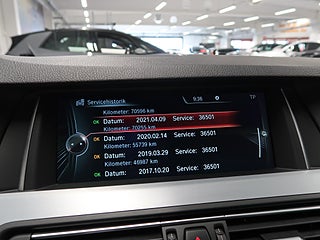 Servicehistorik 9:36 TP
Kilometer: 70596 km
OK Datum: 2021.04.09 Service: 36501
Kilometer: 70255 km
OK Datum: 2020.02.14 Service: 36501
Kilometer: 55739 km
OK Datum: 2019.03.29 Service: 36501
Kilometer: 46987 km
OK Datum: 2017.10.20 Service: 36501